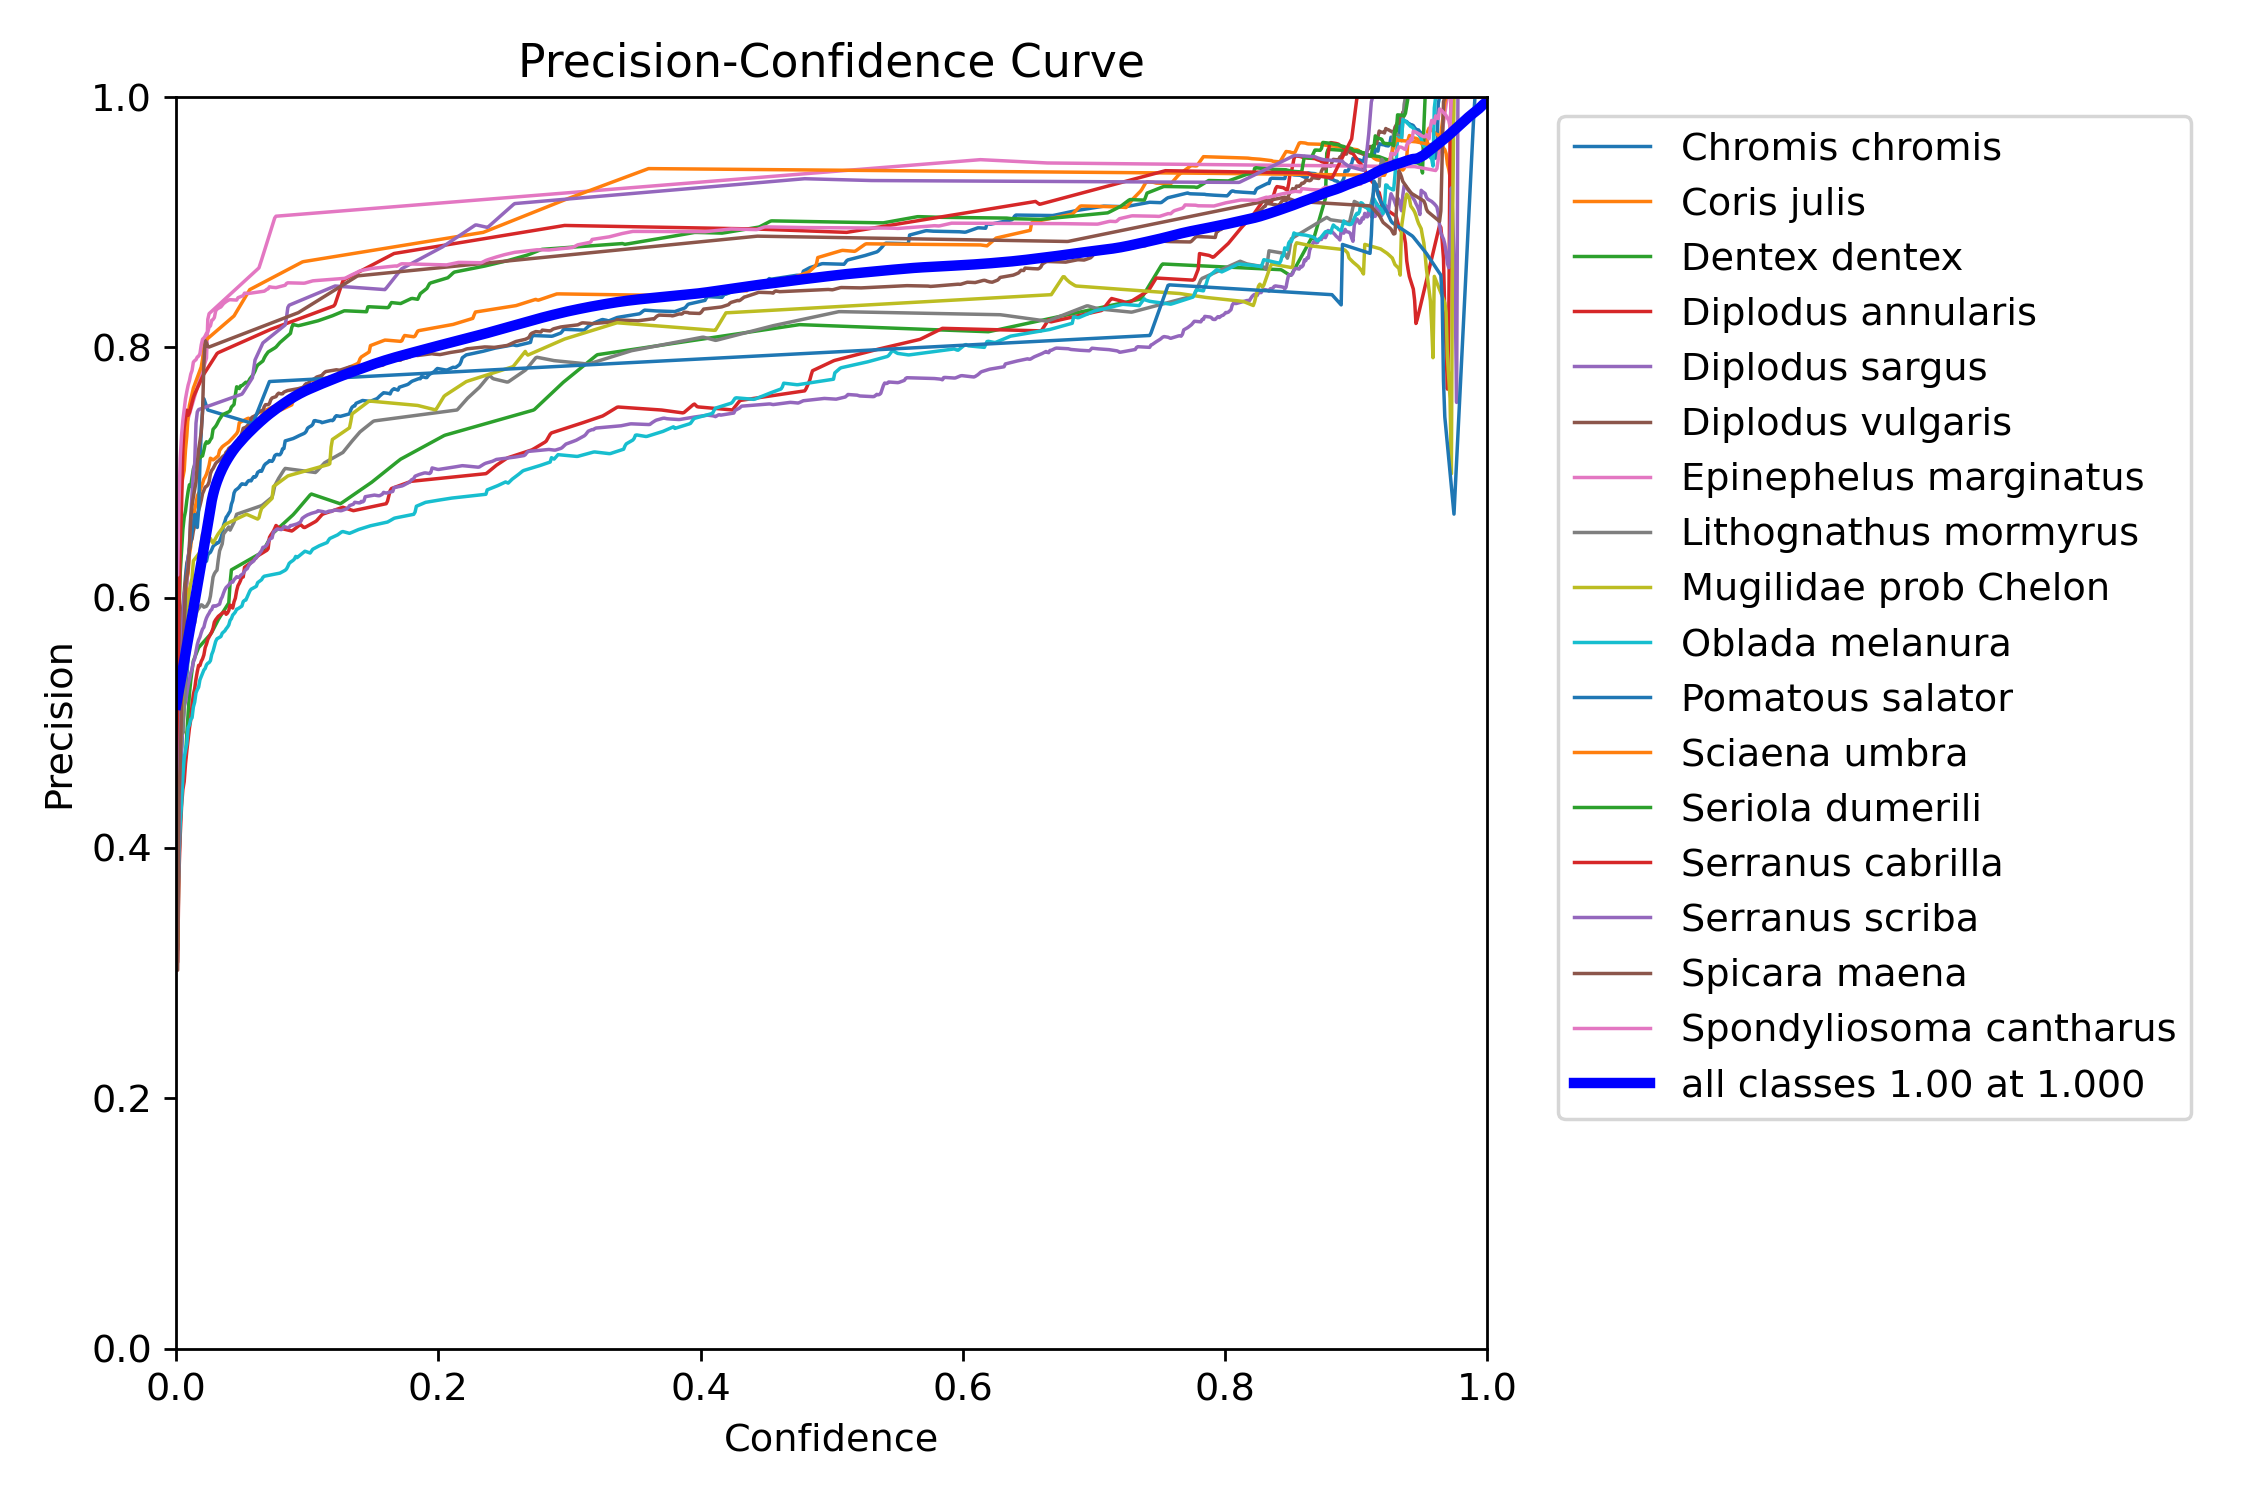 Precision-Confidence Curve
1.0
0.8
0.6
0.4
0.2
0.0
Precision
0.0 0.2 0.4 0.6 0.8 1.0
Confidence
Chromis chromis
Coris julis
Dentex dentex
Diplodus annularis
Diplodus sargus
Diplodus vulgaris
Epinephelus marginatus
Lithognathus mormyrus
Mugilidae prob Chelon
Oblada melanura
Pomatous salator
Sciaena umbra
Seriola dumerili
Serranus cabrilla
Serranus scriba
Spicara maena
Spondyliosoma cantharus
all classes 1.00 at 1.000